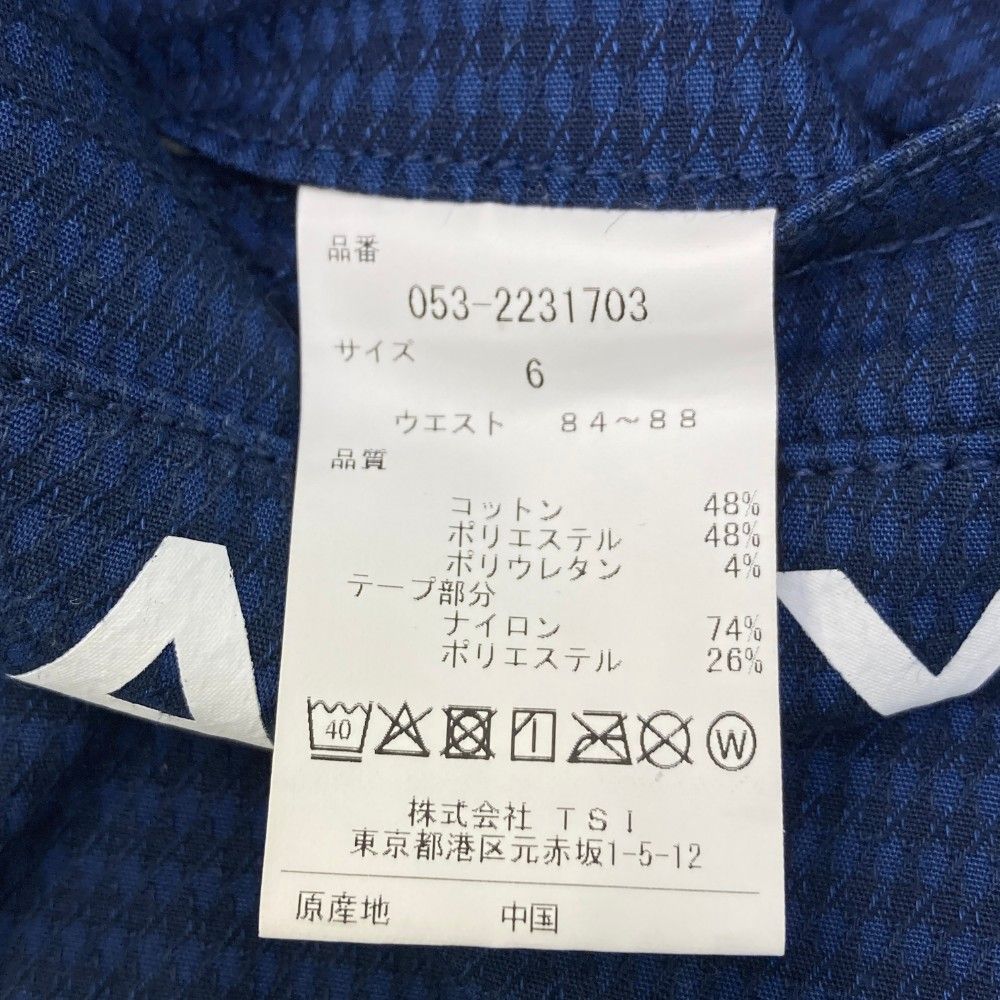 品番
053-2231703
サイズ
6
ウエスト 84~88
品質
コットン 48%
ポリエステル 48%
ポリウレタン 4%
テープ部分
ナイロン 74%
ポリエステル 26%
40
W
株式会社 TSI
東京都港区元赤坂1-5-12
原産地 中国